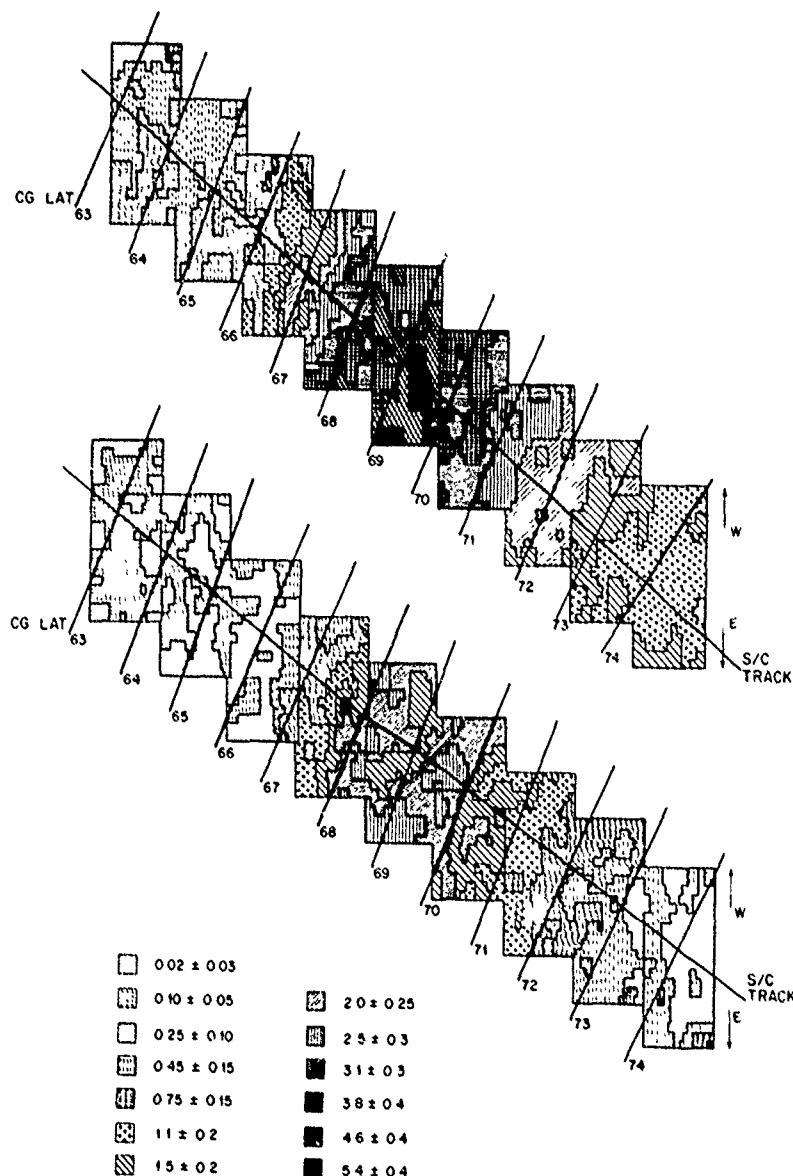 CG LAT
63
64
65
66
67
68
69
70
71
72
73
74
W
E
S/C
TRACK
CG LAT
63
64
65
66
67
68
69
70
71
72
73
74
W
E
S/C
TRACK
0.02 ± 0.03
0.10 ± 0.05
0.25 ± 0.10
0.45 ± 0.15
0.75 ± 0.15
1.1 ± 0.2
1.5 ± 0.2
2.0 ± 0.25
2.5 ± 0.3
3.1 ± 0.3
3.8 ± 0.4
4.6 ± 0.4
5.4 ± 0.4